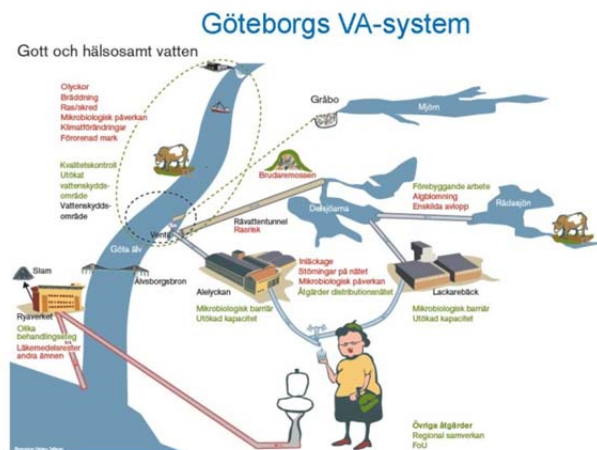 Göteborgs VA-system
Gott och hälsosamt vatten
Olyckor
Bräddning
Ras/skred
Mikrobiologisk påverkan
Klimatförändringar
Förorenad mark
Gråbo
Mjörn
Kvalitetskontroll
Utökat
vattenskydds-
område
Vattenskydds-
område
Brudaremossen
Förebyggande arbete
Algblomning
Enskilda avlopp
Rådasjön
Delsjöarna
Råvattentunnel
Rasrisk
Ventil
Göta älv
Älvsborgsbron
Inläckage
Störningar på nätet
Mikrobiologisk påverkan
Åtgärder distributionsnätet
Slam
Alelyckan
Lackarebäck
Ryaverket
Mikrobiologisk barriär
Utökad kapacitet
Mikrobiologisk barriär
Utökad kapacitet
Olika
behandlingssteg
Läkemedelsrester
andra ämnen
Övriga åtgärder
Regional samverkan
FoU